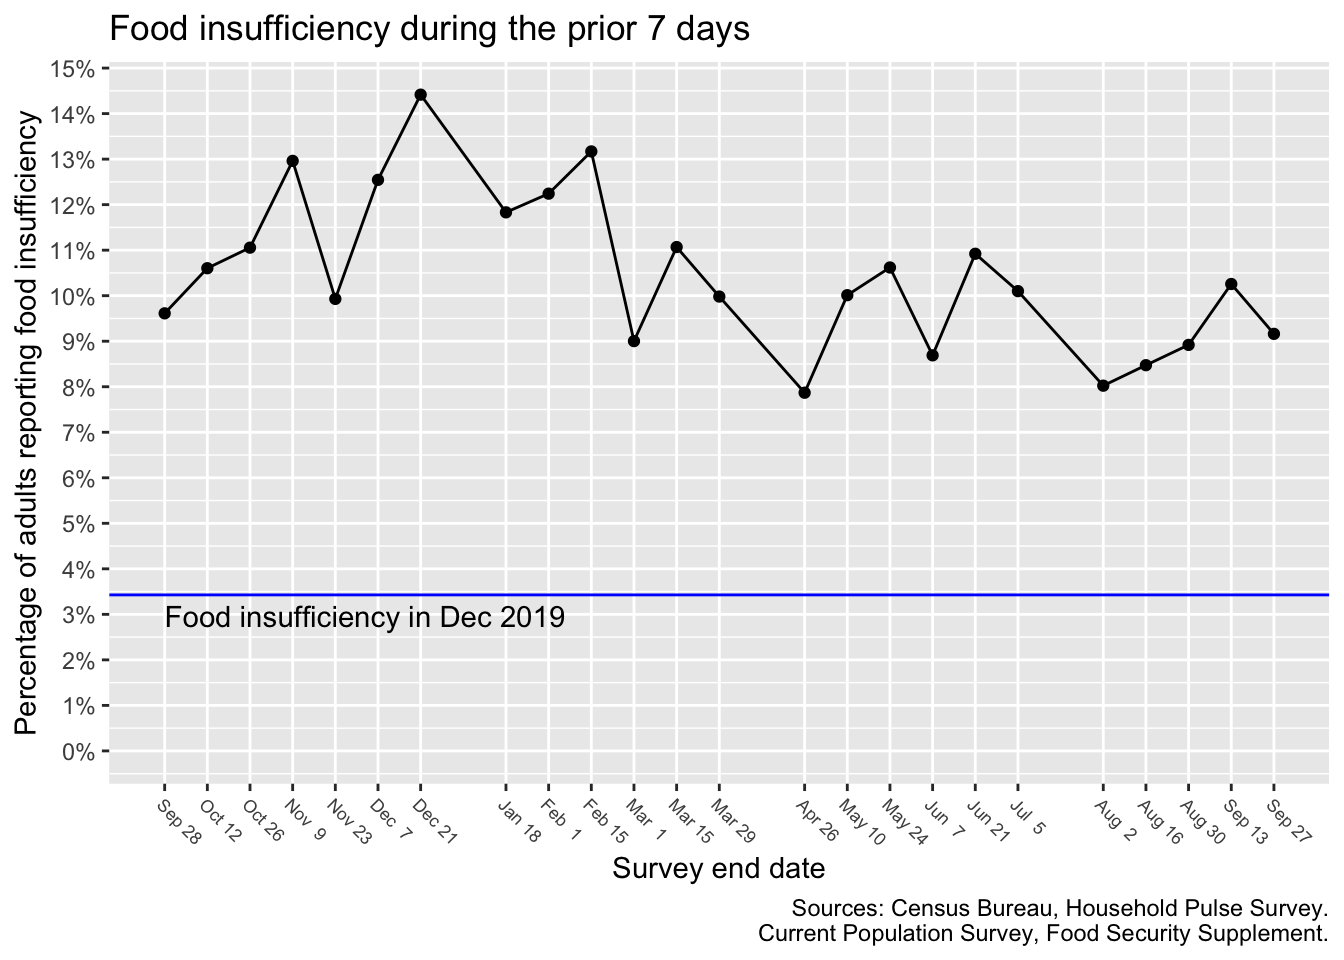 Food insufficiency during the prior 7 days
Percentage of adults reporting food insufficiency
15%
14%
13%
12%
11%
10%
9%
8%
7%
6%
5%
4%
3%
2%
1%
0%
Food insufficiency in Dec 2019
Sep 28
Oct 12
Oct 26
Nov 9
Nov 23
Dec 7
Dec 21
Jan 18
Feb 1
Feb 15
Mar 1
Mar 15
Mar 29
Apr 26
May 10
May 24
Jun 7
Jun 21
Jul 5
Aug 2
Aug 16
Aug 30
Sep 13
Sep 27
Survey end date
Sources: Census Bureau, Household Pulse Survey.
Current Population Survey, Food Security Supplement.